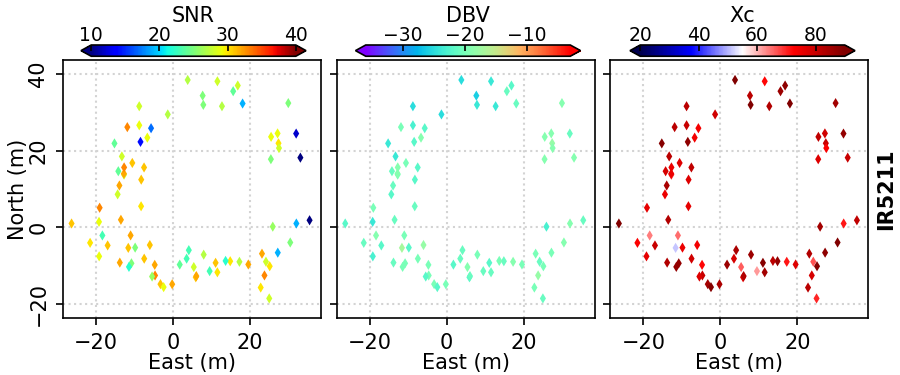 SNR DBV Xc
10 20 30 40 −30 −20 −10 20 40 60 80
40
20
0
−20
North (m)
IR5211
−20 0 20 −20 0 20 −20 0 20
East (m) East (m) East (m)